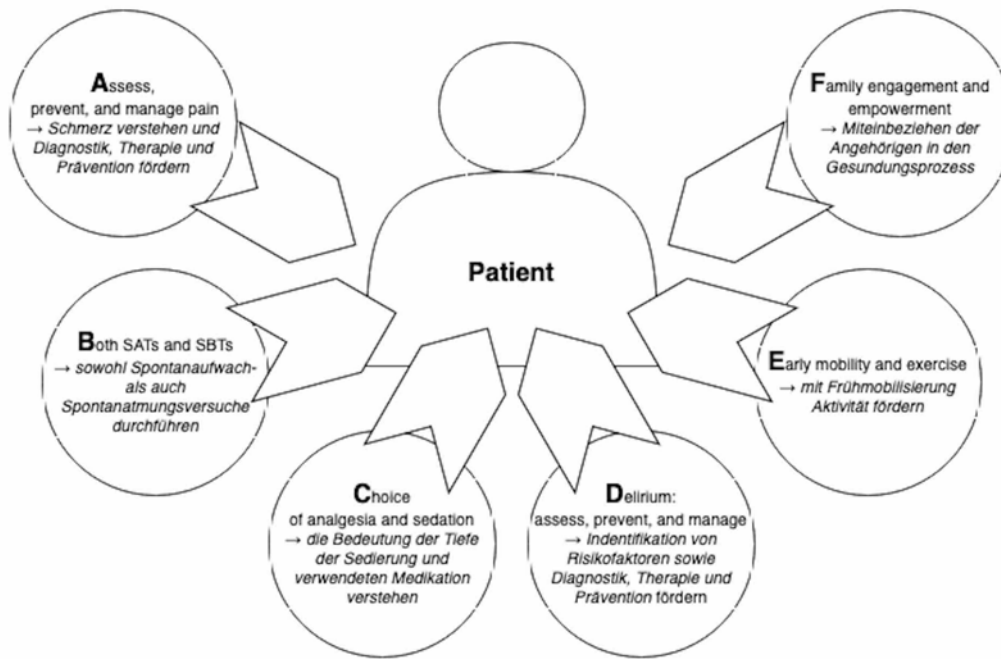 Assess,
prevent, and manage pain
→ Schmerz verstehen und
Diagnostik, Therapie und
Prävention fördern
Both SATs and SBTs
→ sowohl Spontanaufwach-
als auch
Spontanatmungsversuche
durchführen
Choice
of analgesia and sedation
→ die Bedeutung der Tiefe
der Sedierung und
verwendeten Medikation
verstehen
Delirium:
assess, prevent, and manage
→ Indentifikation von
Risikofaktoren sowie
Diagnostik, Therapie und
Prävention fördern
Early mobility and exercise
→ mit Frühmobilisierung
Aktivität fördern
Family engagement and
empowerment
→ Miteinbeziehen der
Angehörigen in den
Gesundungsprozess
Patient